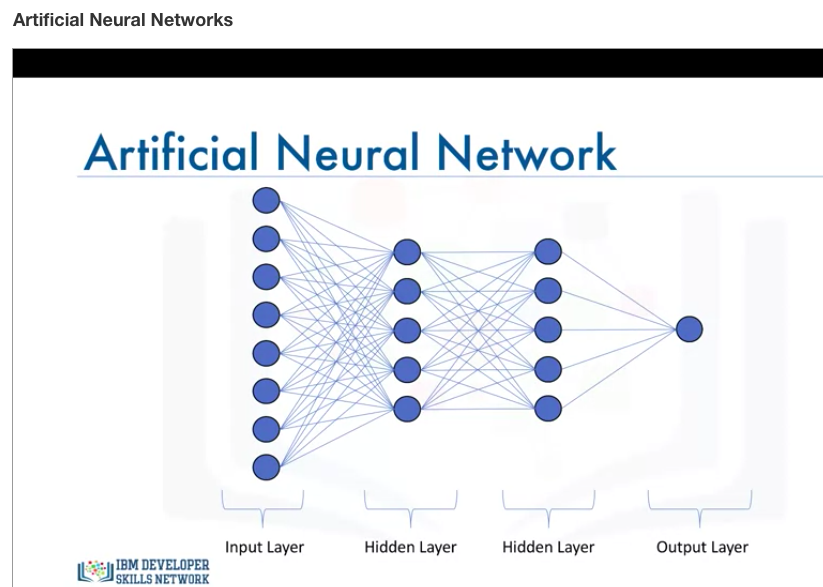 Artificial Neural Networks
Artificial Neural Network
Input Layer
Hidden Layer
Hidden Layer
Output Layer
IBM DEVELOPER
SKILLS NETWORK